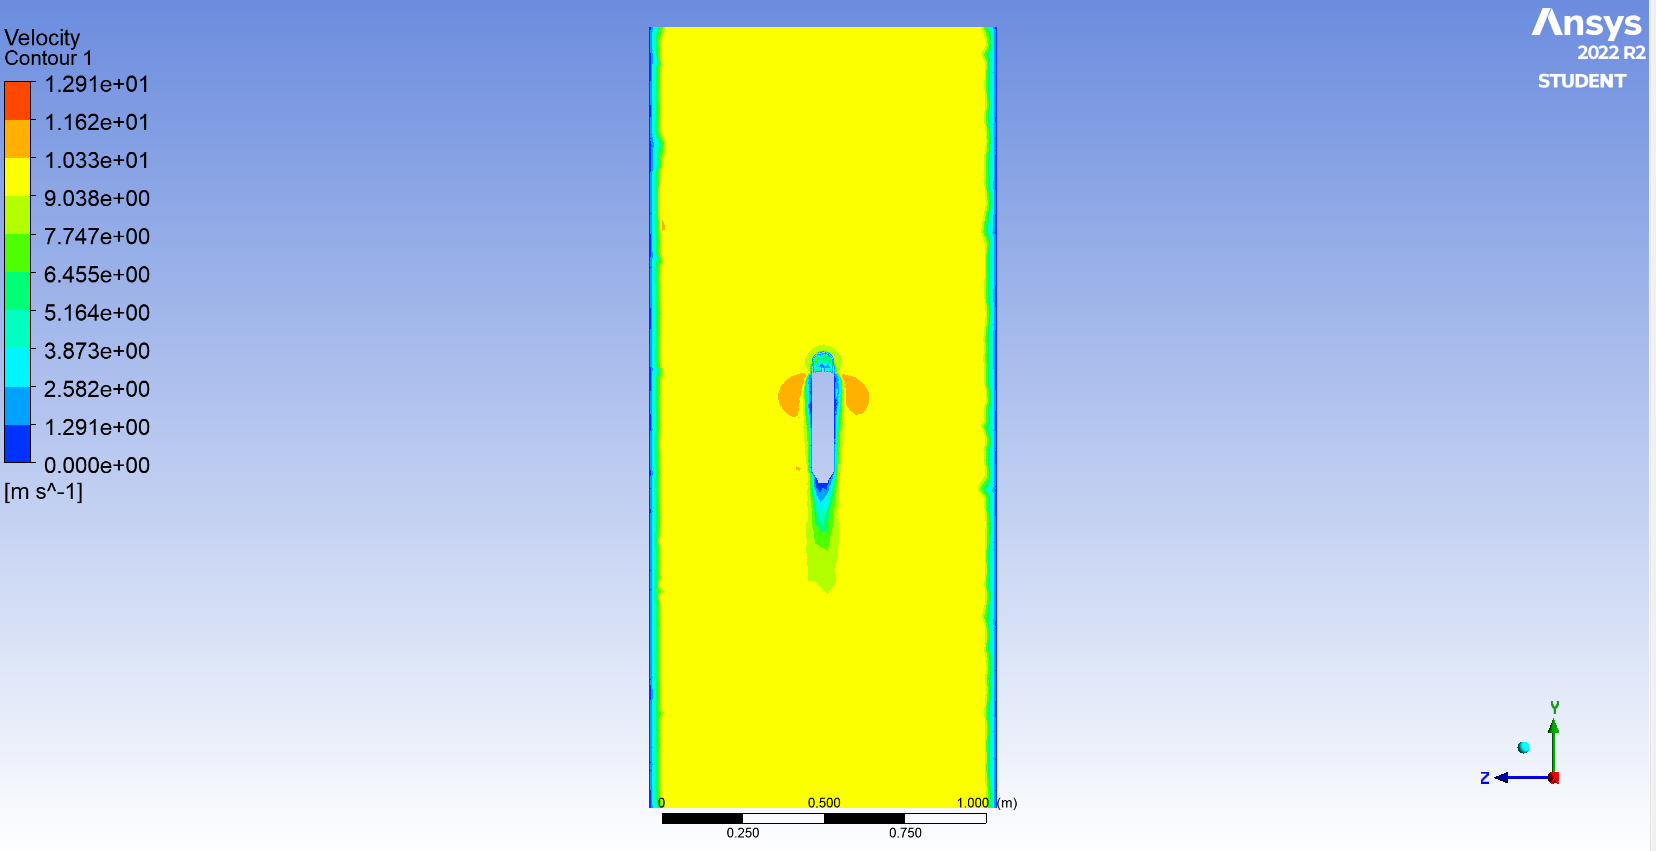 Velocity
Contour 1
1.291e+01
1.162e+01
1.033e+01
9.038e+00
7.747e+00
6.455e+00
5.164e+00
3.873e+00
2.582e+00
1.291e+00
0.000e+00
[m s^-1]
Ansys
2022 R2
STUDENT
Y
Z
0 0.500 1.000 (m)
0.250 0.750